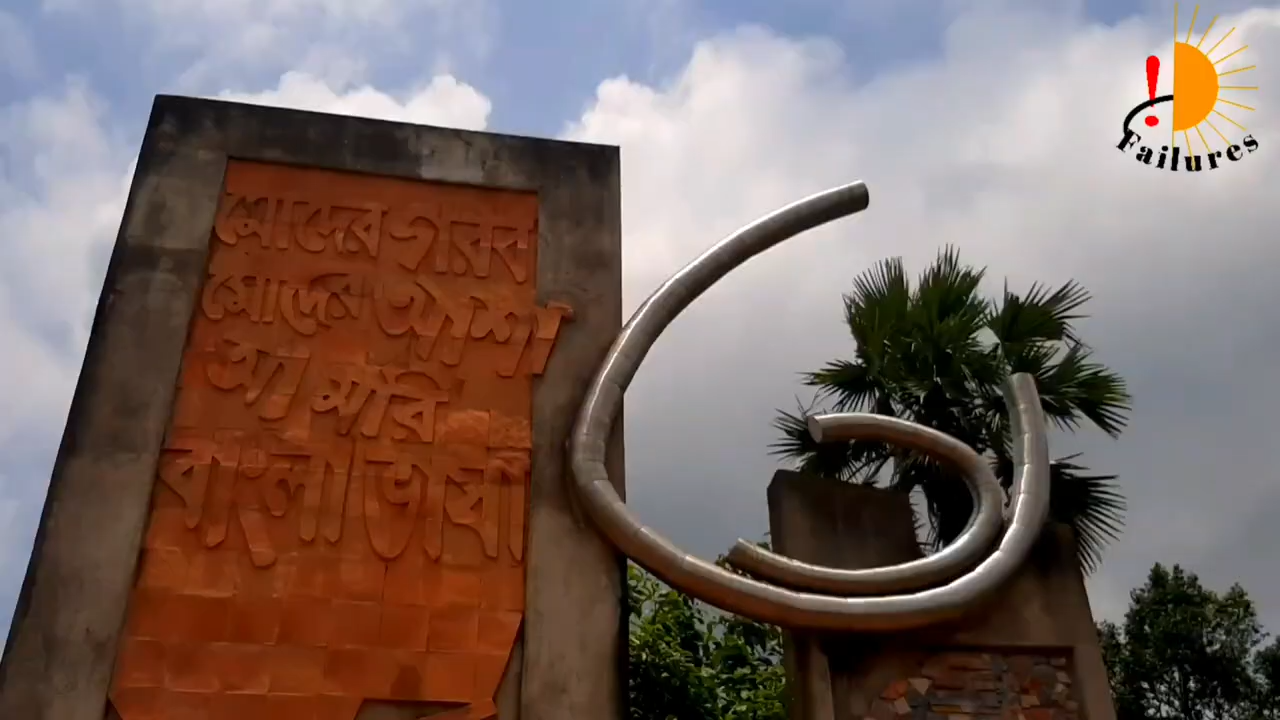 মোদের গরব
মোদের আশা
আ মরি
বাংলা ভাষা
Failures